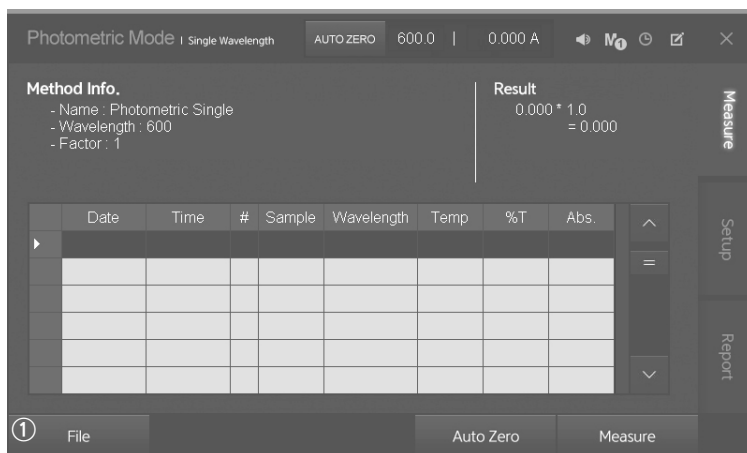 Photometric Mode | Single Wavelength AUTO ZERO 600.0 | 0.000 A M1
Method Info.
- Name : Photometric Single
- Wavelength : 600
- Factor : 1
Result
0.000 * 1.0
= 0.000
Measure
Setup
Report
Date Time # Sample Wavelength Temp %T Abs.
① File Auto Zero Measure